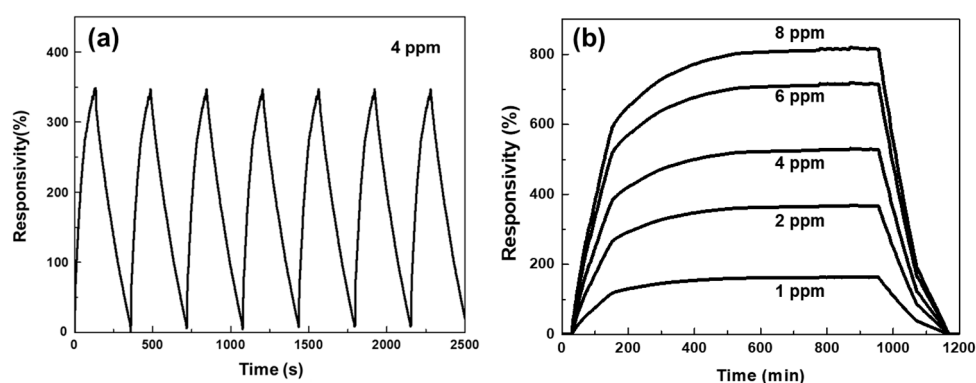 (a)
4 ppm
400
300
200
100
0
Responsivity(%)
0 500 1000 1500 2000 2500
Time (s)
(b)
8 ppm
6 ppm
4 ppm
2 ppm
1 ppm
800
600
400
200
0
Responsivity (%)
0 200 400 600 800 1000 1200
Time (min)